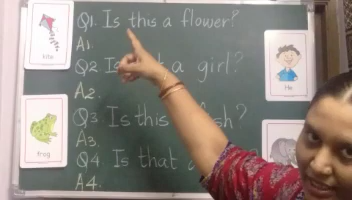 Q1. Is this a flower?
A1.
Q2 Is a girl?
A2.
Q3 Is this
A3.
Q4 Is that
A4.
kite
frog
He